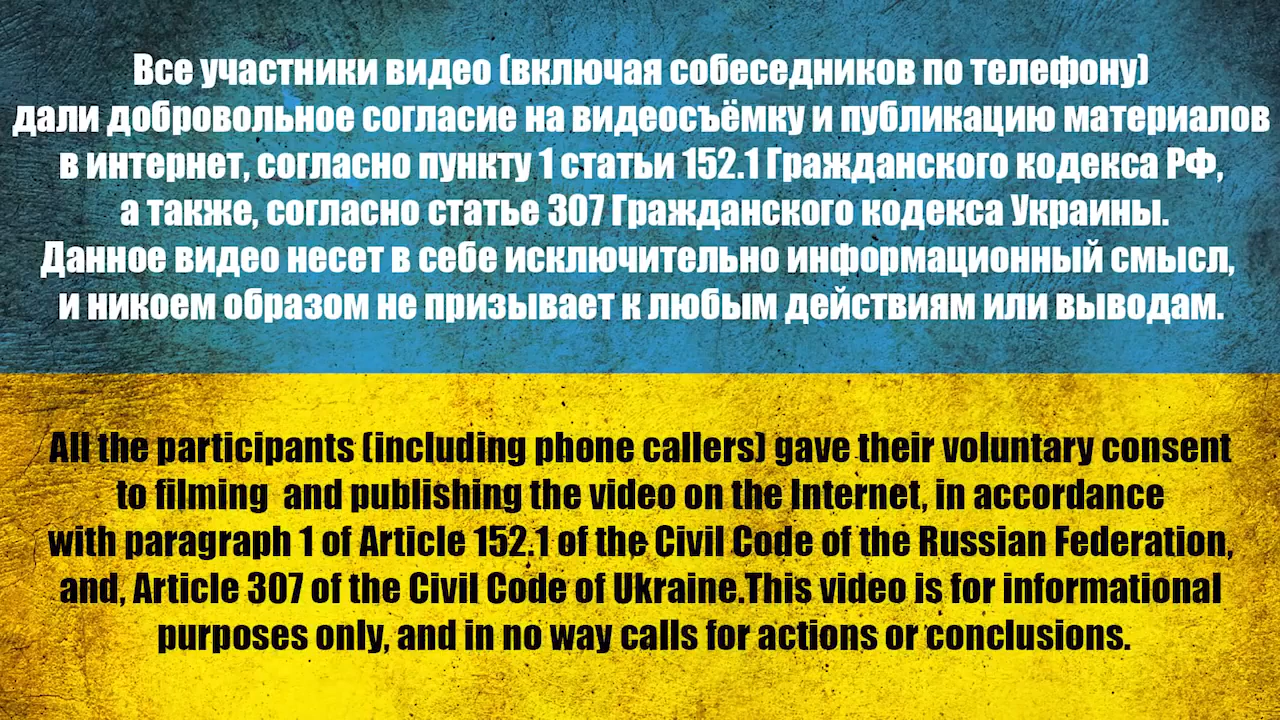 Все участники видео (включая собеседников по телефону)
дали добровольное согласие на видеосъёмку и публикацию материалов
в интернет, согласно пункту 1 статьи 152.1 Гражданского кодекса РФ,
а также, согласно статье 307 Гражданского кодекса Украины.
Данное видео несет в себе исключительно информационный смысл,
и никоем образом не призывает к любым действиям или выводам.
All the participants (including phone callers) gave their voluntary consent
to filming  and publishing the video on the Internet, in accordance
with paragraph 1 of Article 152.1 of the Civil Code of the Russian Federation,
and, Article 307 of the Civil Code of Ukraine.This video is for informational
purposes only, and in no way calls for actions or conclusions.